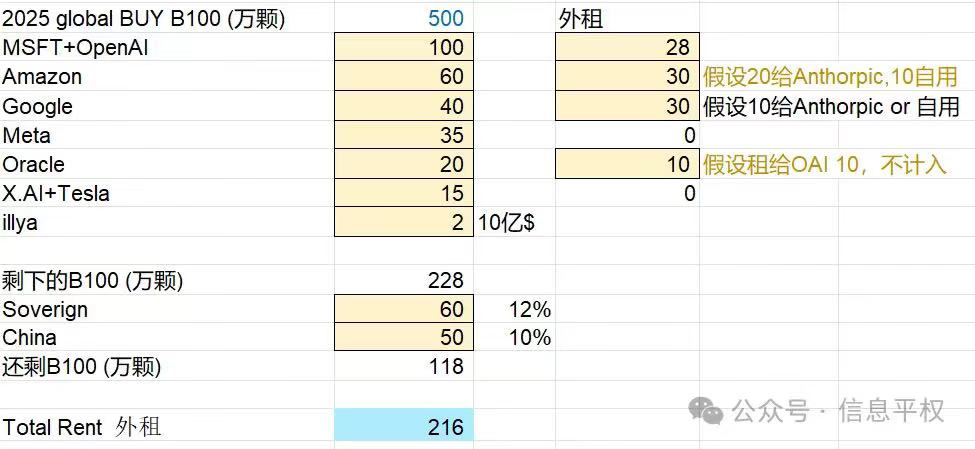 2025 global BUY B100 (万颗) 500 外租
MSFT+OpenAI 100 28
Amazon 60 30 假设20给Anthorpic,10自用
Google 40 30 假设10给Anthorpic or 自用
Meta 35 0
Oracle 20 10 假设租给OAI 10，不计入
X.AI+Tesla 15 0
illya 2 10亿$
剩下的B100 (万颗) 228
Soverign 60 12%
China 50 10%
还剩B100 (万颗) 118
Total Rent 外租 216
公众号·信息平权